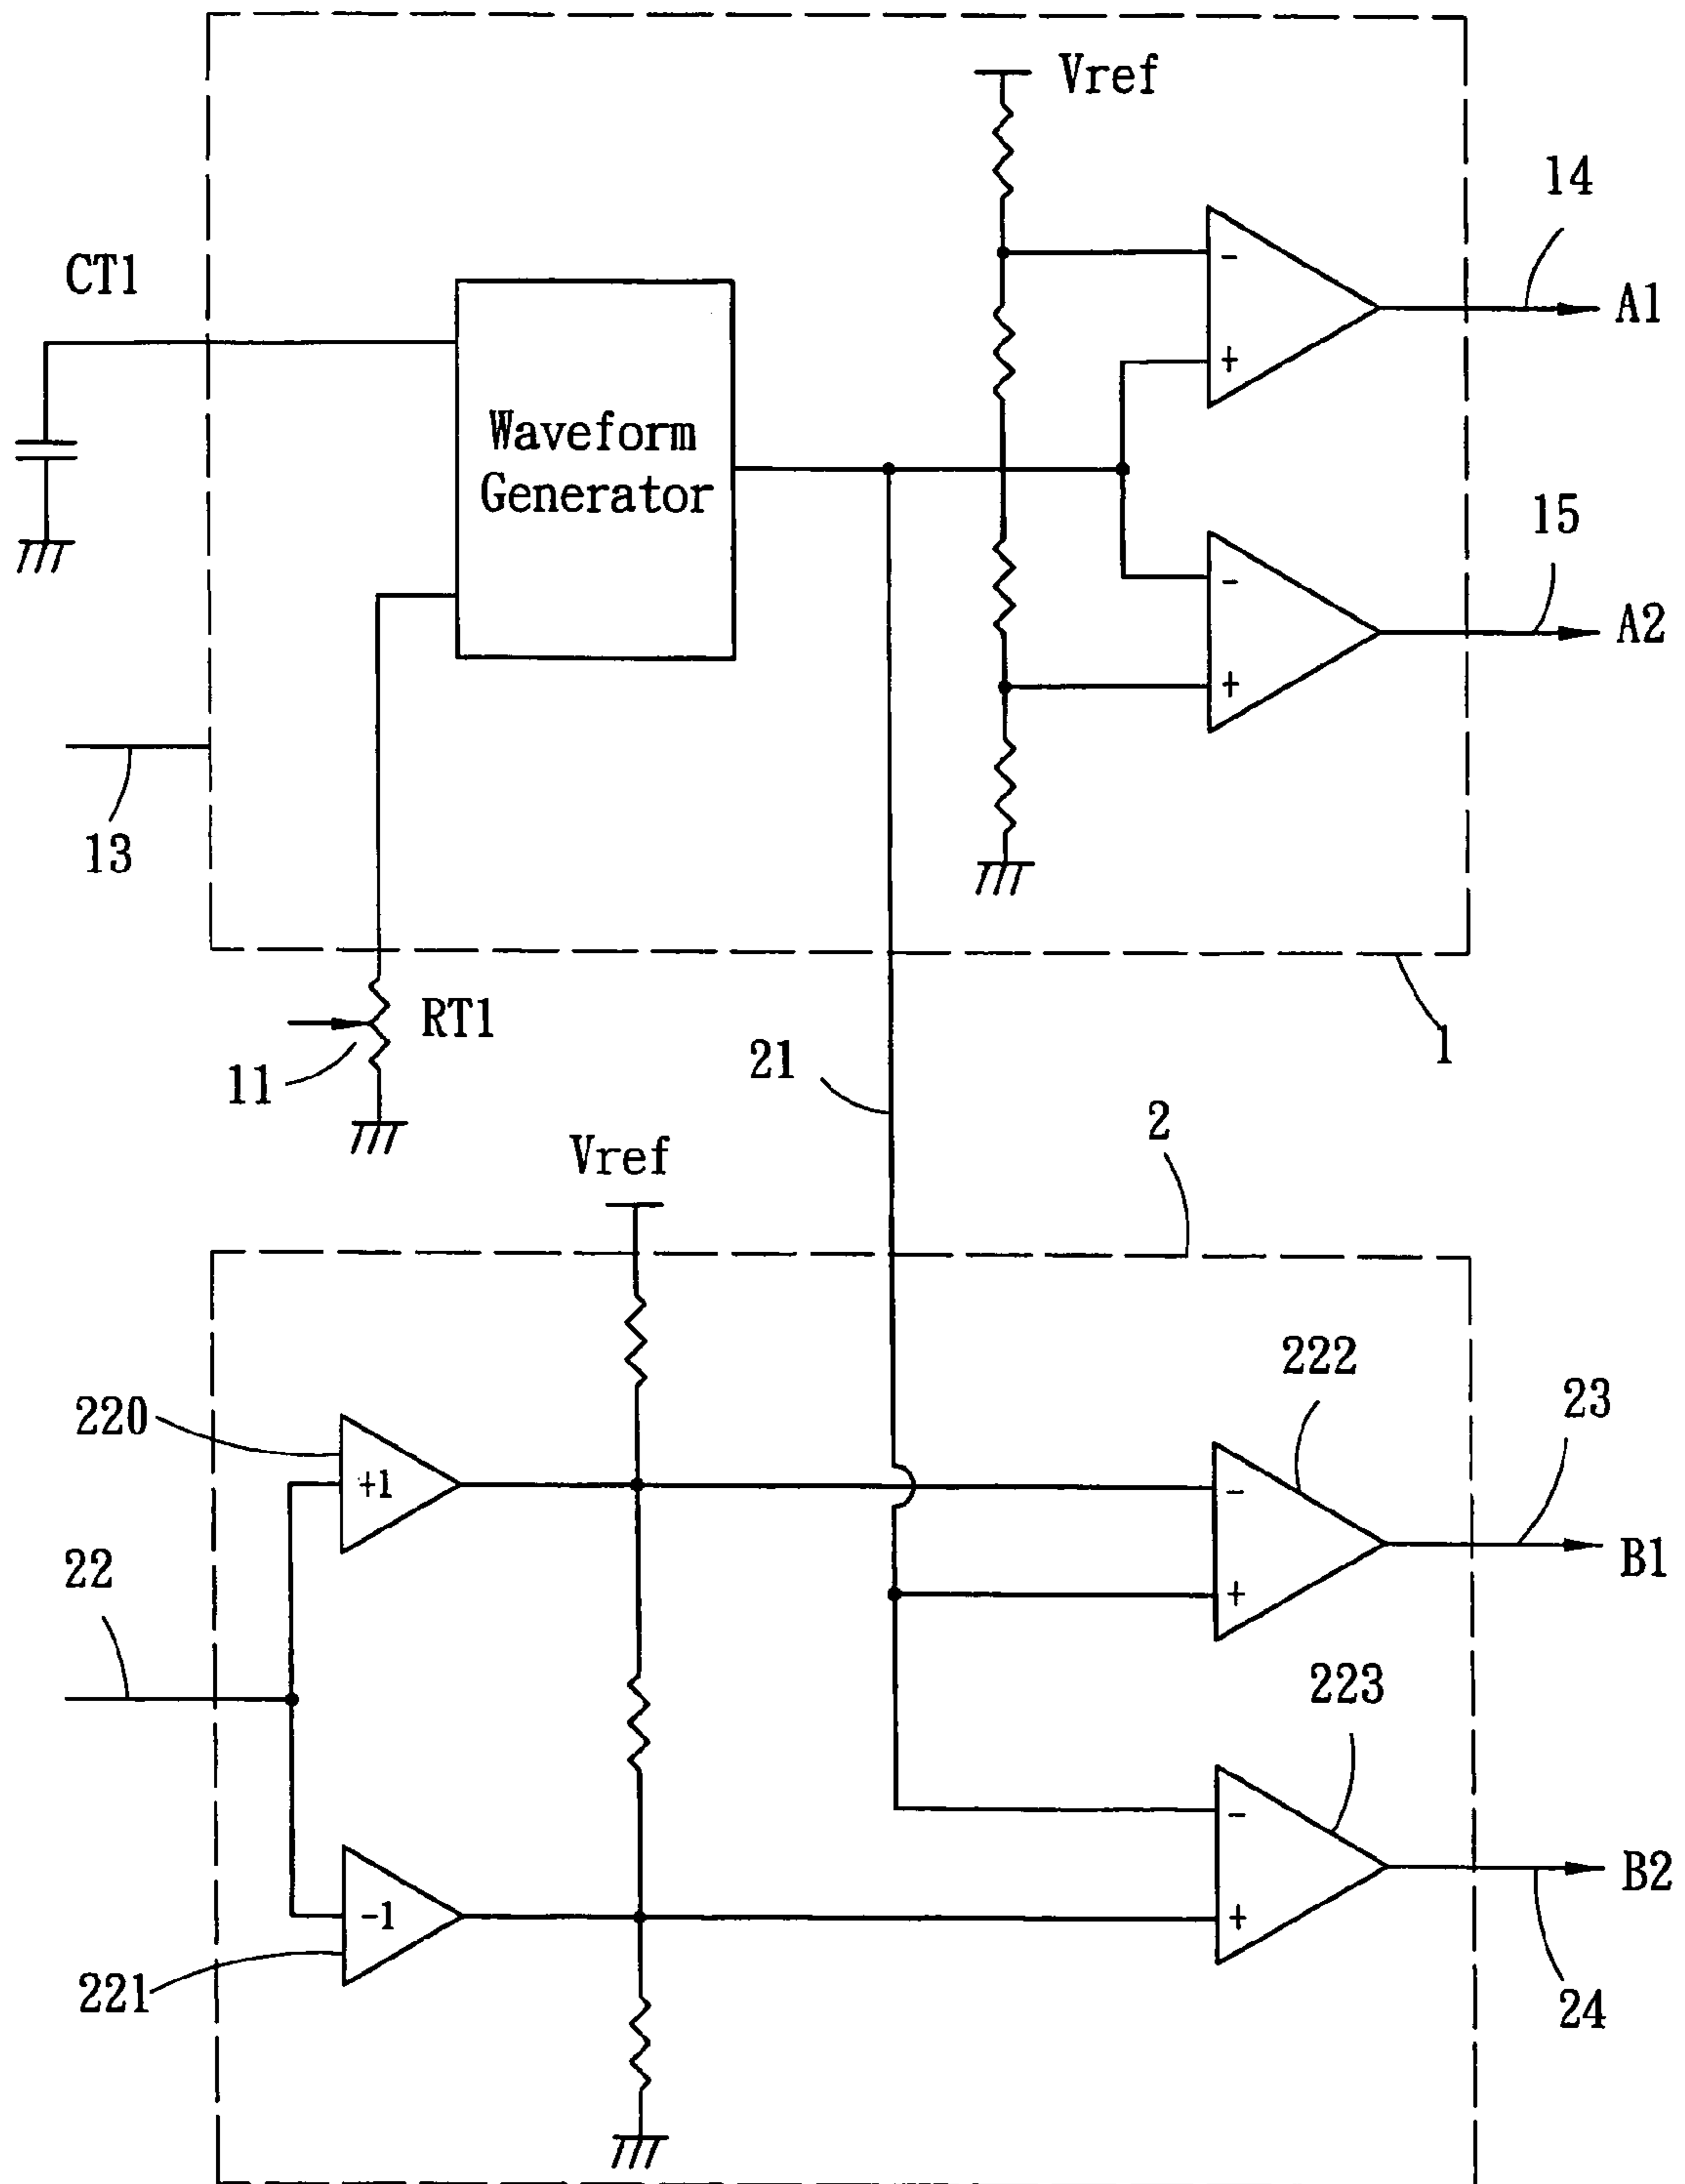 Vref
14
A1
CT1
-
+
Waveform
Generator
15
A2
-
+
13
RT1
11
1
21
2
Vref
222
23
220
+1
-
B1
22
+
223
-
B2
-1
+
221
24